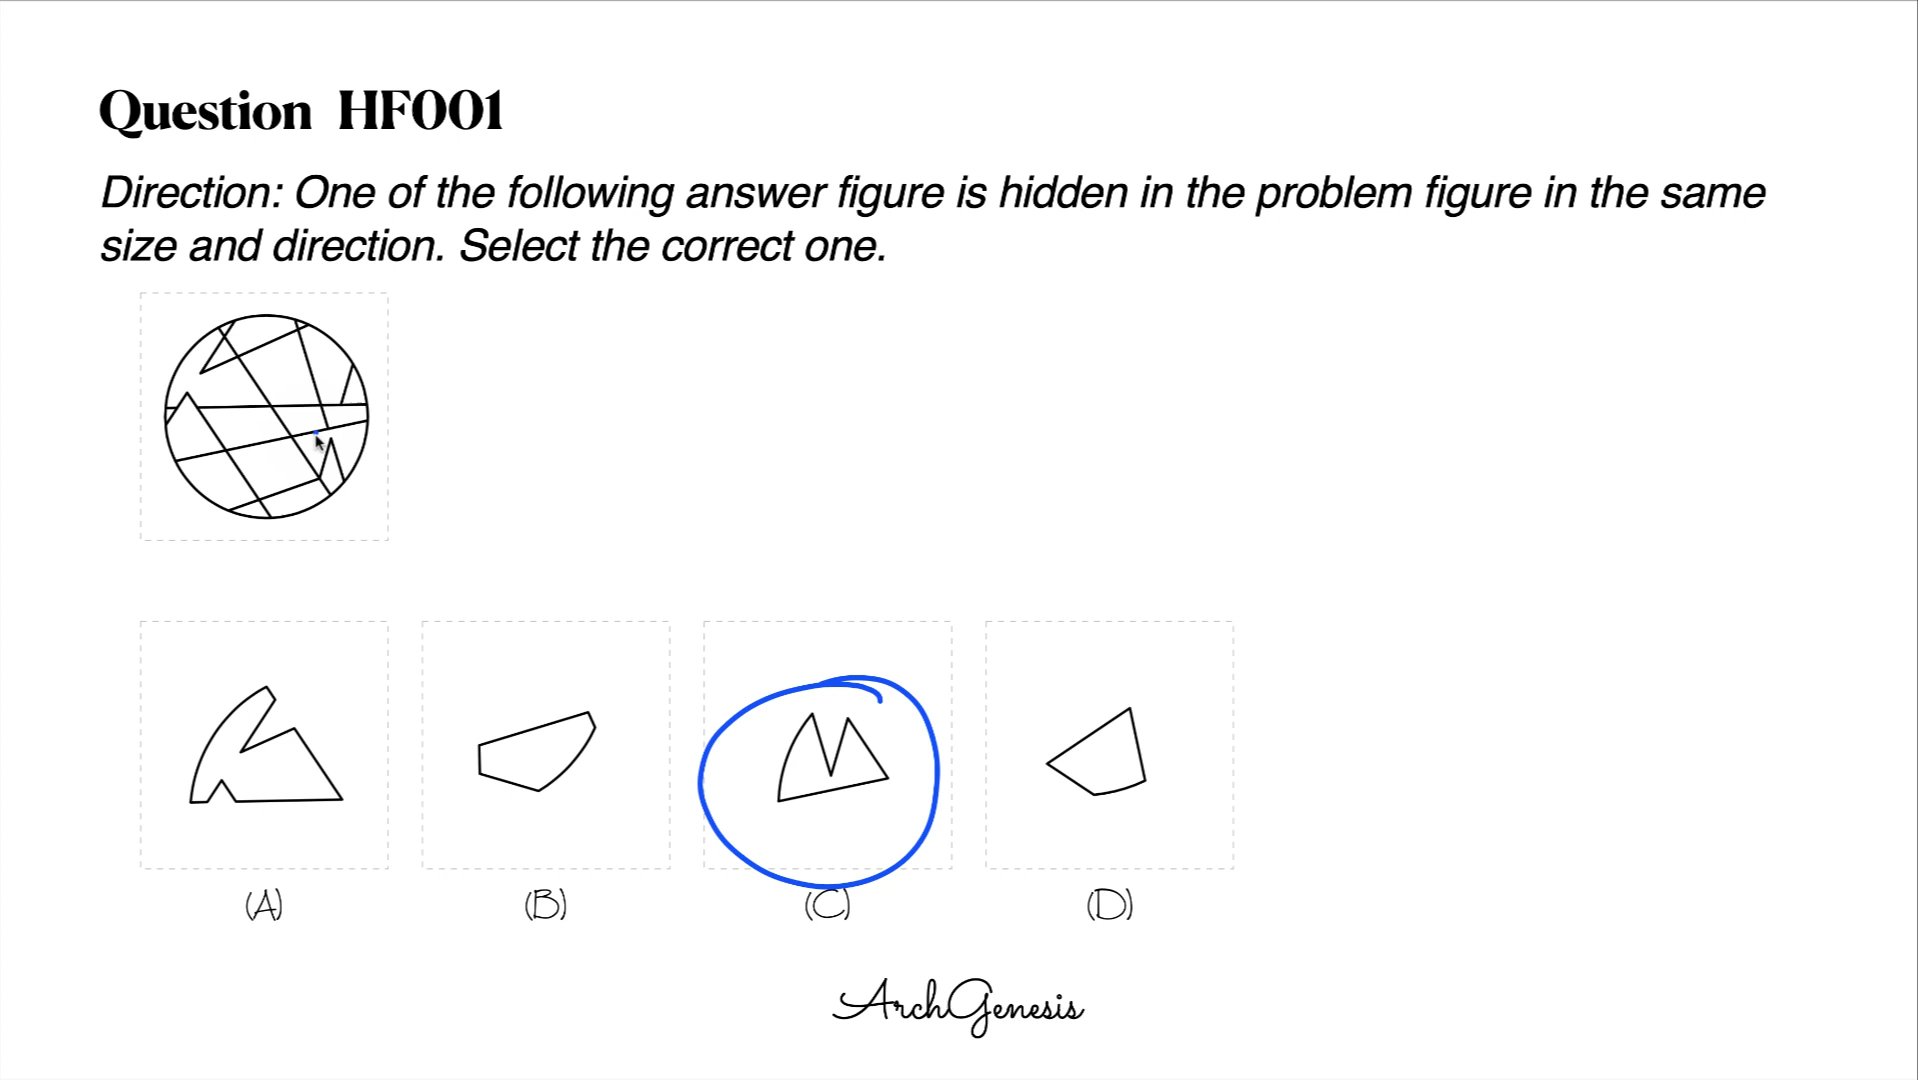 Question HF001
Direction: One of the following answer figure is hidden in the problem figure in the same
size and direction. Select the correct one.
(A) (B) (C) (D)
ArchGenesis